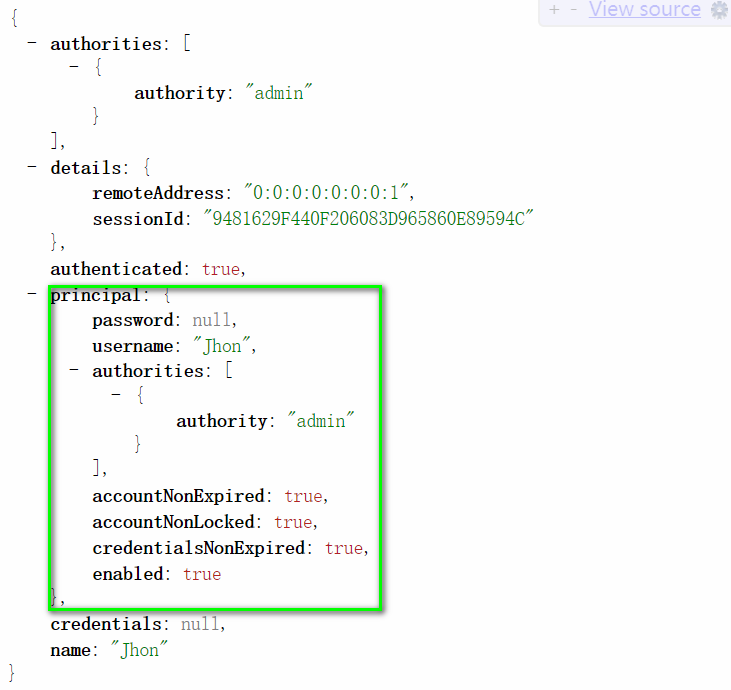 + - View source
{
- authorities: [
- {
authority: "admin"
}
],
- details: {
remoteAddress: "0:0:0:0:0:0:0:1",
sessionId: "9481629F440F206083D965860E89594C"
},
authenticated: true,
- principal: {
password: null,
username: "Jhon",
- authorities: [
- {
authority: "admin"
}
],
accountNonExpired: true,
accountNonLocked: true,
credentialsNonExpired: true,
enabled: true
},
credentials: null,
name: "Jhon"
}